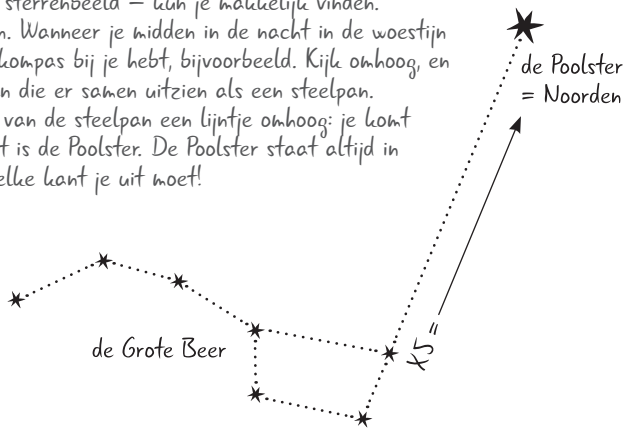 sterrenbeeld – kun je makkelijk vinden.
n. Wanneer je midden in de nacht in de woestijn
kompas bij je hebt, bijvoorbeeld. Kijk omhoog, en
n die er samen uitzien als een steelpan.
van de steelpan een lijntje omhoog: je komt
t is de Poolster. De Poolster staat altijd in
elke kant je uit moet!
de Poolster
= Noorden
de Grote Beer
x5 =